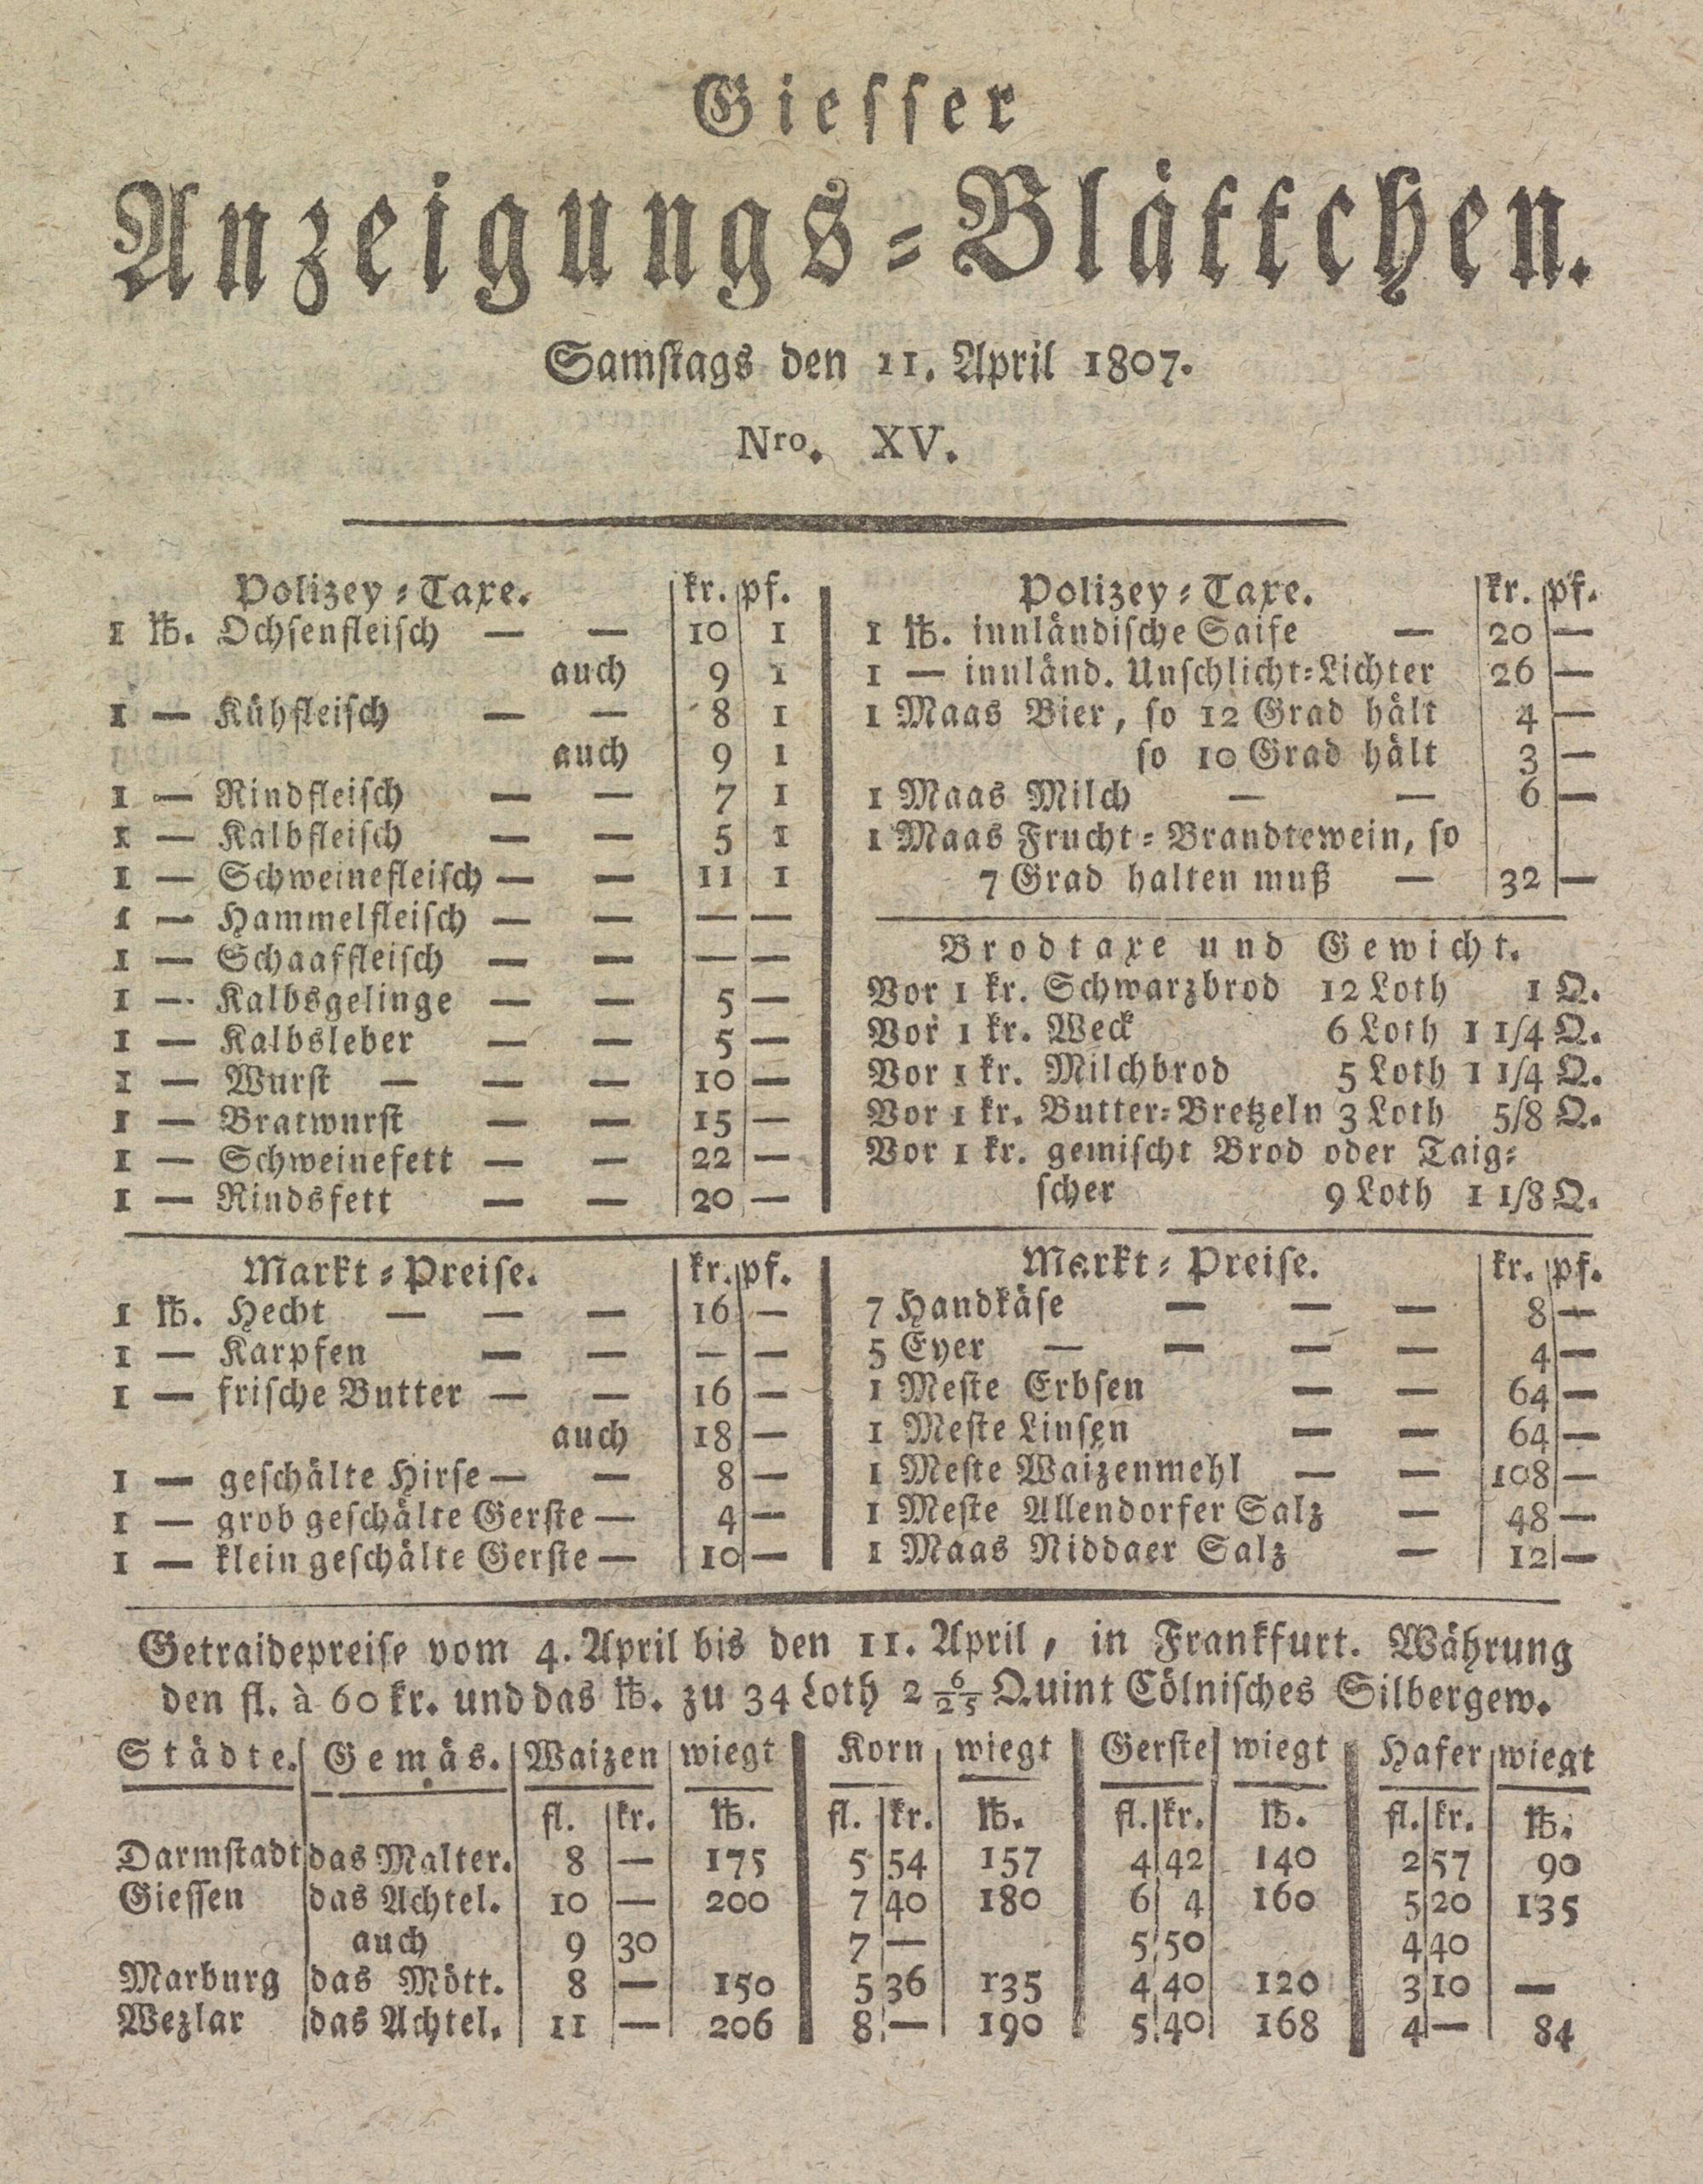 Giesser
Anzeigungs-Blättchen.
Samstags den 11. April 1807.
Nro. XV.
Polizey-Taxe. kr. pf.
1 ℔. Ochsenfleisch — — 10 1
auch 9 1
1 — Kühfleisch — — 8 1
auch 9 1
1 — Rindfleisch — — 7 1
1 — Kalbfleisch — — 5 1
1 — Schweinefleisch — — 11 1
1 — Hammelfleisch — — — —
1 — Schaaffleisch — — — —
1 — Kalbsgelinge — — 5 —
1 — Kalbsleber — — 5 —
1 — Wurst — — — 10 —
1 — Bratwurst — — 15 —
1 — Schweinefett — — 22 —
1 — Rindsfett — — 20 —
Polizey-Taxe. kr. pf.
1 ℔. innländische Saife — 20 —
1 — innländ. Unschlicht-Lichter 26 —
1 Maas Bier, so 12 Grad hält 4 —
so 10 Grad hält 3 —
1 Maas Milch — — 6 —
1 Maas Frucht-Brandtewein, so
7 Grad halten muß — 32 —
Brodtaxe und Gewicht.
Vor 1 kr. Schwarzbrod 12 Loth 1 Q.
Vor 1 kr. Weck 6 Loth 1 1/4 Q.
Vor 1 kr. Milchbrod 5 Loth 1 1/4 Q.
Vor 1 kr. Butter-Bretzeln 3 Loth 5/8 Q.
Vor 1 kr. gemischt Brod oder Taig-
scher 9 Loth 1 1/8 Q.
Markt-Preise. kr. pf.
1 ℔. Hecht — — — 16 —
1 — Karpfen — — — —
1 — frische Butter — — 16 —
auch 18 —
1 — geschälte Hirse — — 8 —
1 — grob geschälte Gerste — 4 —
1 — klein geschälte Gerste — 10 —
Markt-Preise. kr. pf.
7 Handkäse — — — 8 —
5 Eyer — — — — 4 —
1 Meste Erbsen — — 64 —
1 Meste Linsen — — 64 —
1 Meste Waizenmehl — — 108 —
1 Meste Allendorfer Salz — 48 —
1 Maas Niddaer Salz — 12 —
Getraidepreise vom 4. April bis den 11. April, in Frankfurt. Währung
den fl. à 60 kr. und das ℔. zu 34 Loth 2 6/25 Quint Cölnisches Silbergew.
Städte. Gemäs. Waizen wiegt Korn wiegt Gerste wiegt Hafer wiegt
fl. kr. ℔. fl. kr. ℔. fl. kr. ℔. fl. kr. ℔.
Darmstadt das Malter. 8 — 175 5 54 157 4 42 140 2 57 90
Giessen das Achtel. 10 — 200 7 40 180 6 4 160 5 20 135
auch 9 30 7 — 5 50 4 40
Marburg das Mött. 8 — 150 5 36 135 4 40 120 3 10 —
Wezlar das Achtel. 11 — 206 8 — 190 5 40 168 4 — 84